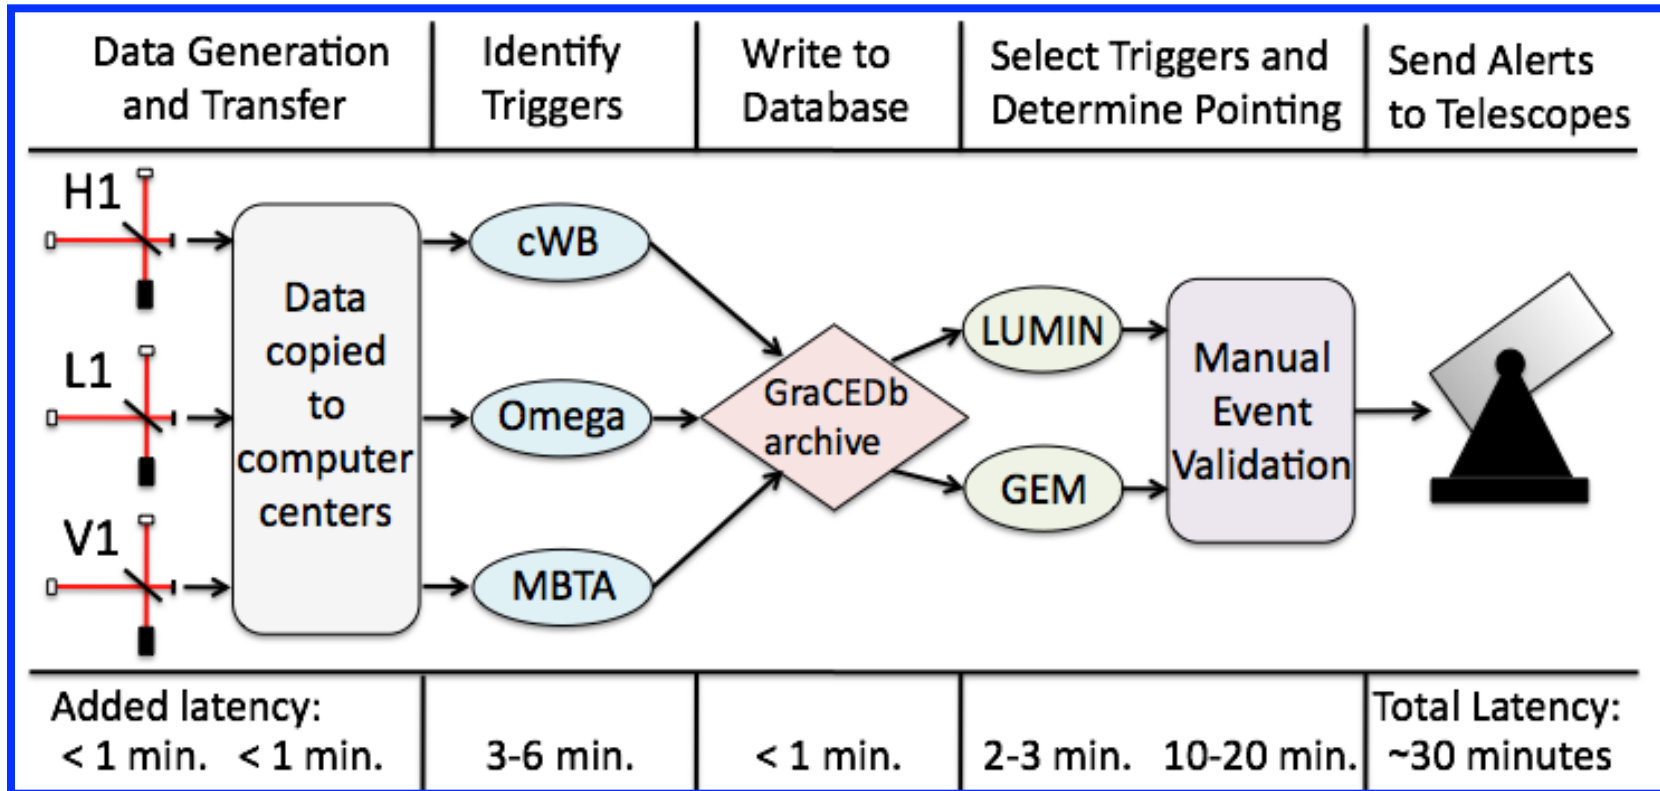 Data Generation
and Transfer
Identify
Triggers
Write to
Database
Select Triggers and
Determine Pointing
Send Alerts
to Telescopes
H1
L1
V1
Data
copied
to
computer
centers
cWB
Omega
MBTA
GraCEDb
archive
LUMIN
GEM
Manual
Event
Validation
Added latency:
< 1 min. < 1 min.
3-6 min.
< 1 min.
2-3 min. 10-20 min.
Total Latency:
~30 minutes